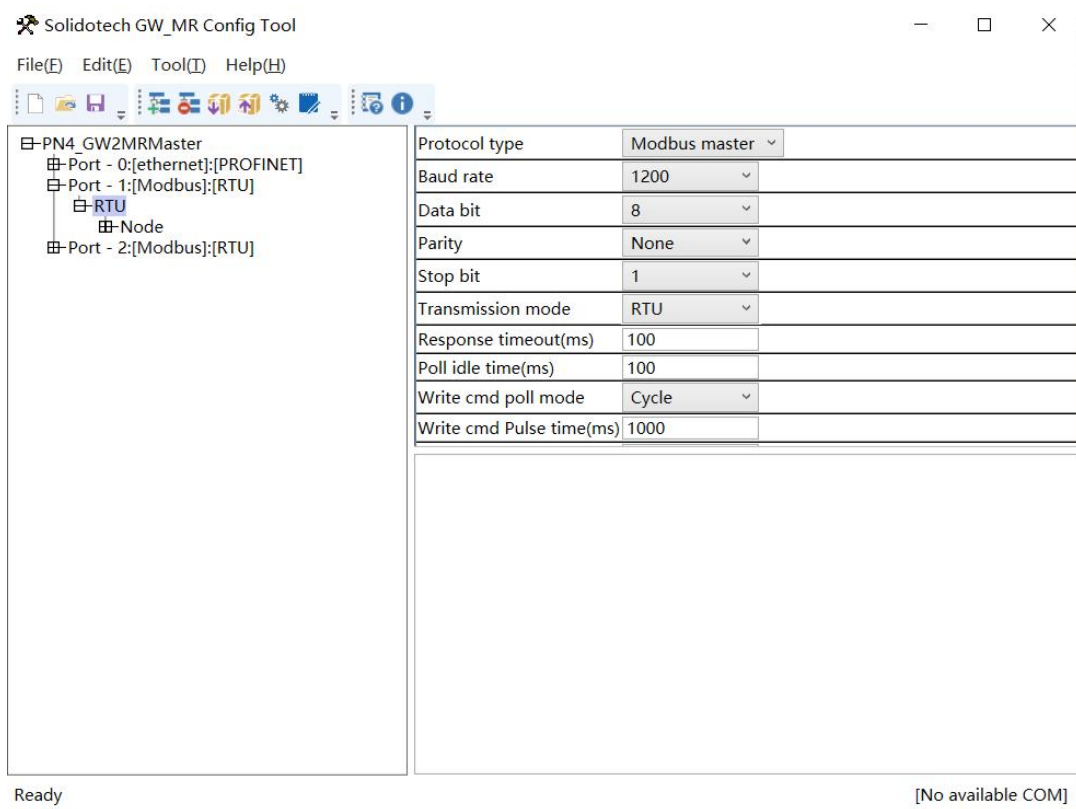 Solidotech GW_MR Config Tool
File(F) Edit(E) Tool(T) Help(H)
PN4_GW2MRMaster
Port - 0:[ethernet]:[PROFINET]
Port - 1:[Modbus]:[RTU]
RTU
Node
Port - 2:[Modbus]:[RTU]
Protocol type Modbus master
Baud rate 1200
Data bit 8
Parity None
Stop bit 1
Transmission mode RTU
Response timeout(ms) 100
Poll idle time(ms) 100
Write cmd poll mode Cycle
Write cmd Pulse time(ms) 1000
Ready [No available COM]